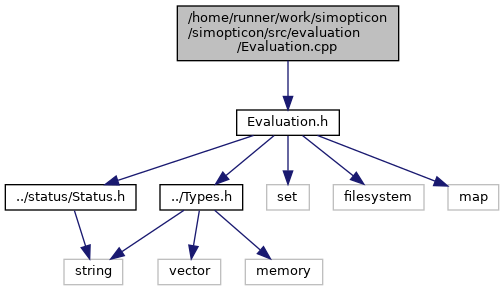 /home/runner/work/simopticon
/simopticon/src/evaluation
/Evaluation.cpp
Evaluation.h
../status/Status.h
../Types.h
set
filesystem
map
string
vector
memory